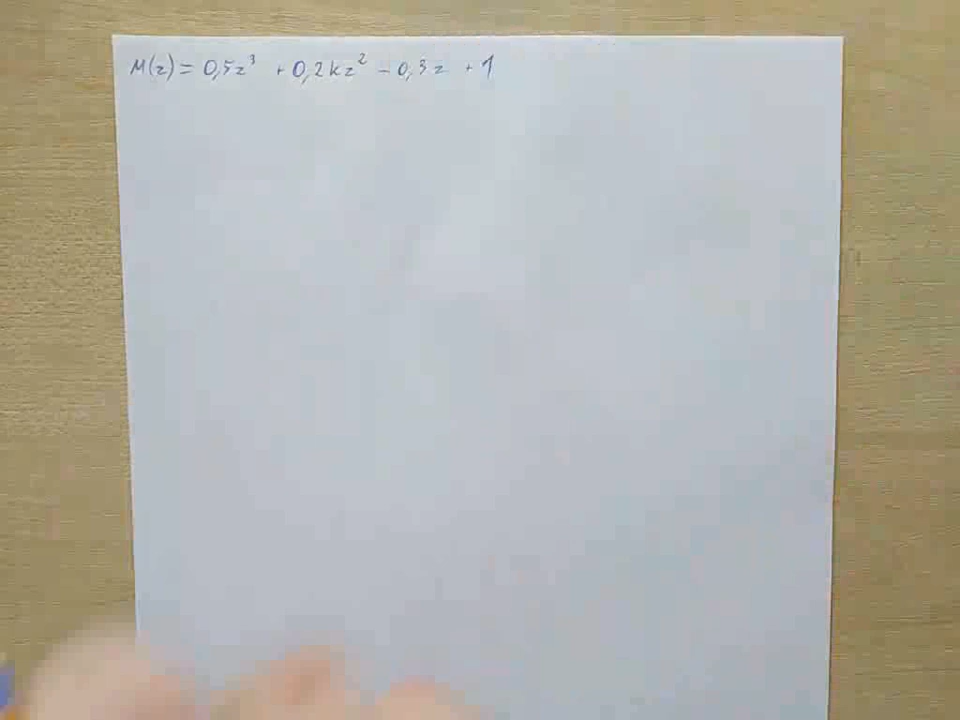 M(z) = 0,5z³ + 0,2kz² - 0,3z + 1